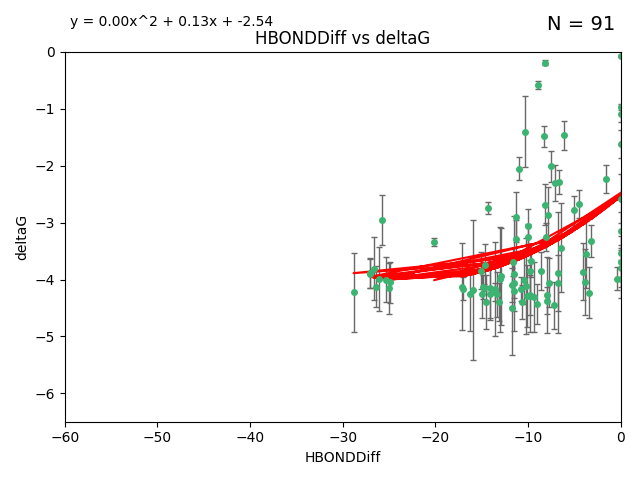 y = 0.00x^2 + 0.13x + -2.54
N = 91
HBONDDiff vs deltaG
0
−1
−2
−3
−4
−5
−6
deltaG
−60
−50
−40
−30
−20
−10
0
HBONDDiff